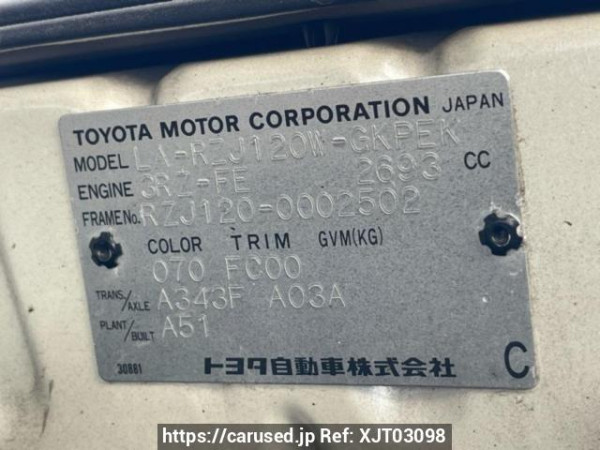 TOYOTA MOTOR CORPORATION JAPAN
MODEL LA-RZJ120W-GKPEK
ENGINE 3RZ-FE 2693 CC
FRAME No. RZJ120-0002502
COLOR TRIM GVM(KG)
070 FC00
TRANS/AXLE A343F A03A
PLANT/BUILT A51
30881 トヨタ自動車株式会社 C
https://carused.jp Ref: XJT03098